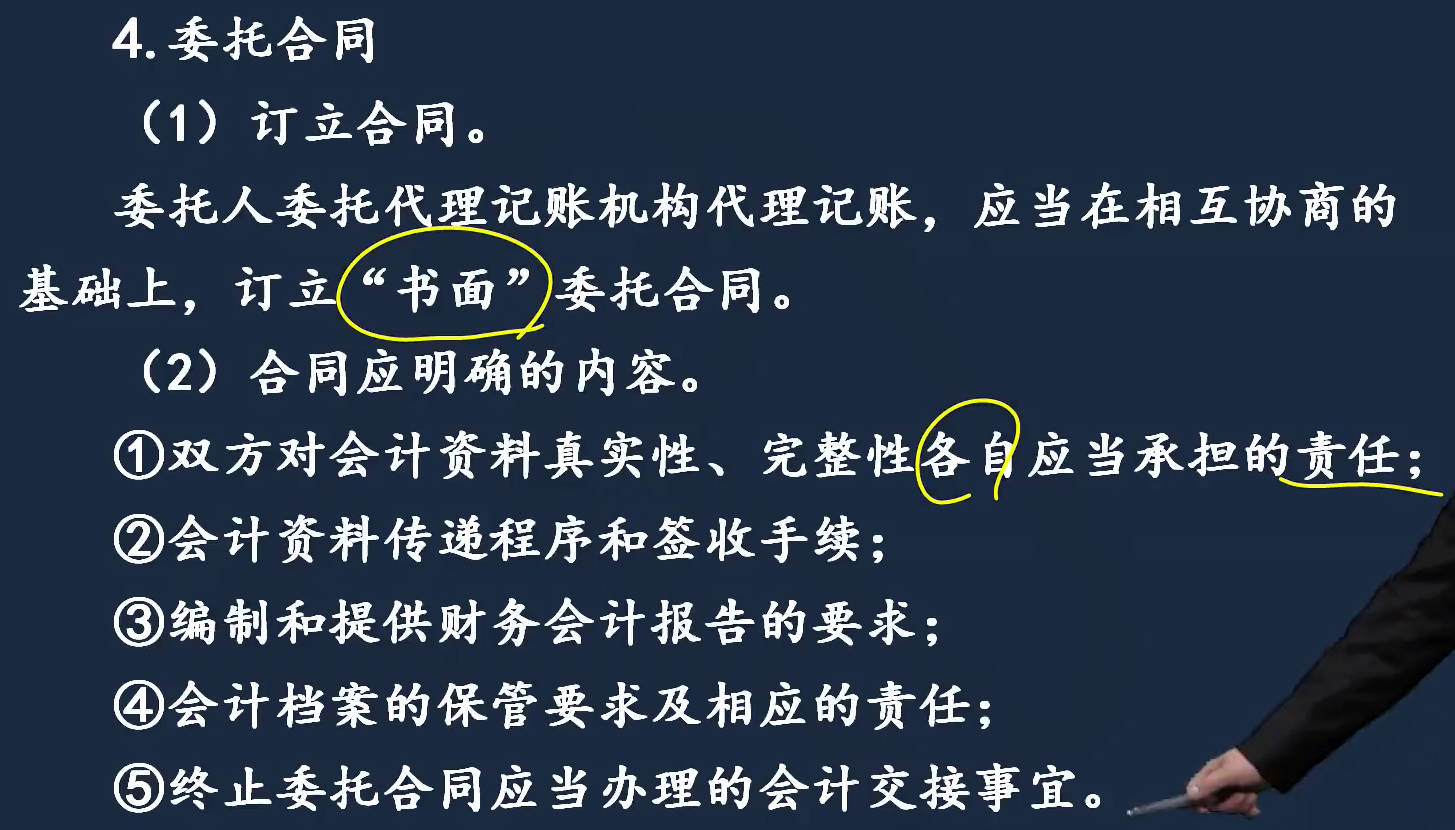 4.委托合同
（1）订立合同。
委托人委托代理记账机构代理记账，应当在相互协商的
基础上，订立“书面”委托合同。
（2）合同应明确的内容。
①双方对会计资料真实性、完整性各自应当承担的责任；
②会计资料传递程序和签收手续；
③编制和提供财务会计报告的要求；
④会计档案的保管要求及相应的责任；
⑤终止委托合同应当办理的会计交接事宜。